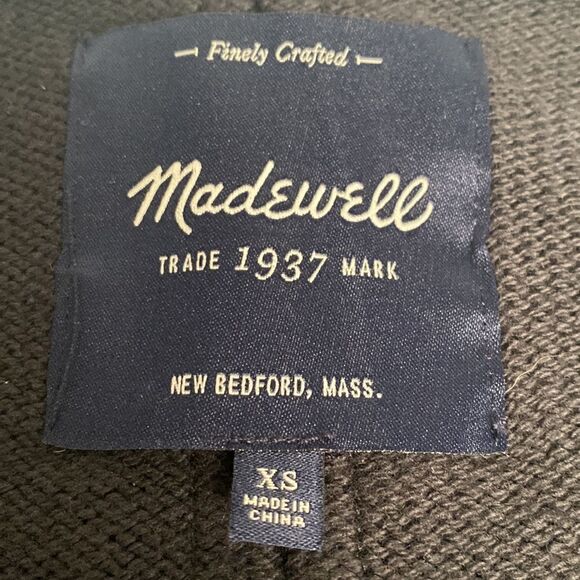 Finely Crafted
Madewell
TRADE 1937 MARK
NEW BEDFORD, MASS.
XS
MADE IN
CHINA